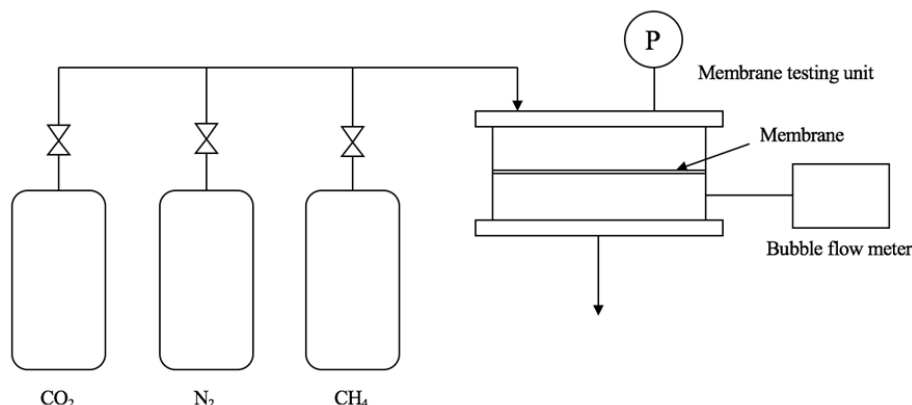 P
Membrane testing unit
Membrane
Bubble flow meter
CO₂
N₂
CH₄